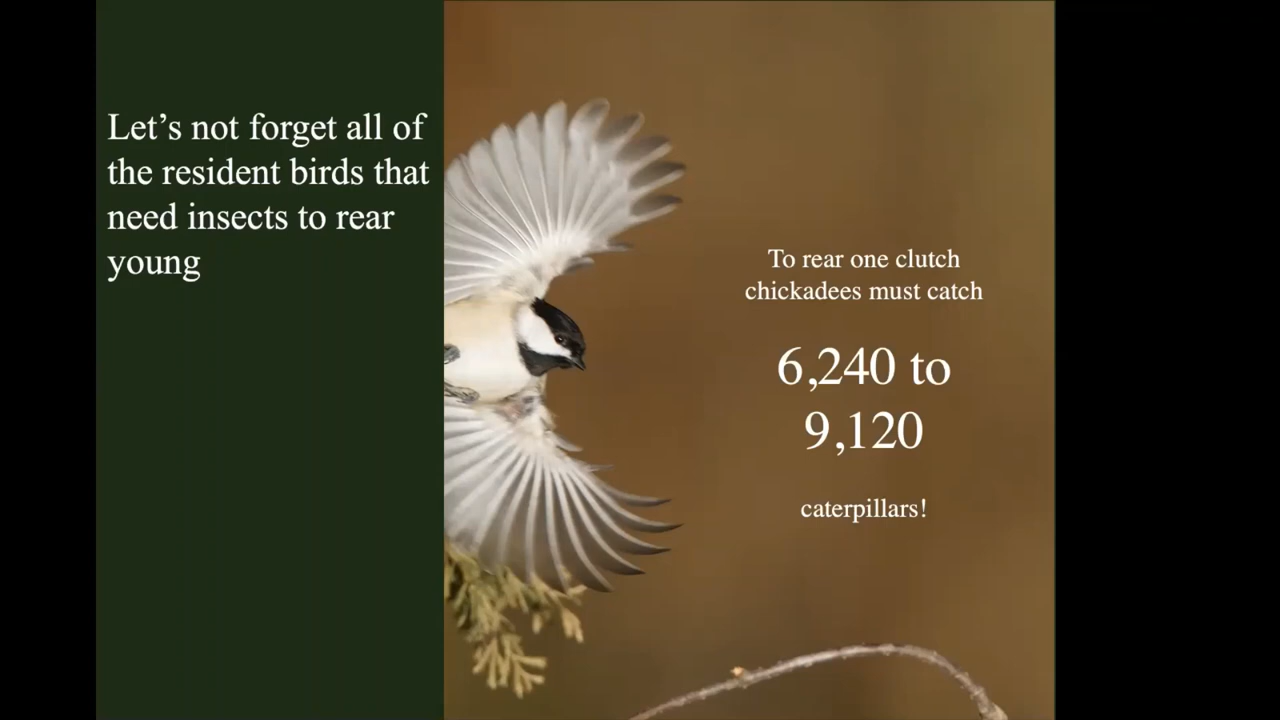 Let’s not forget all of
the resident birds that
need insects to rear
young
To rear one clutch
chickadees must catch
6,240 to
9,120
caterpillars!